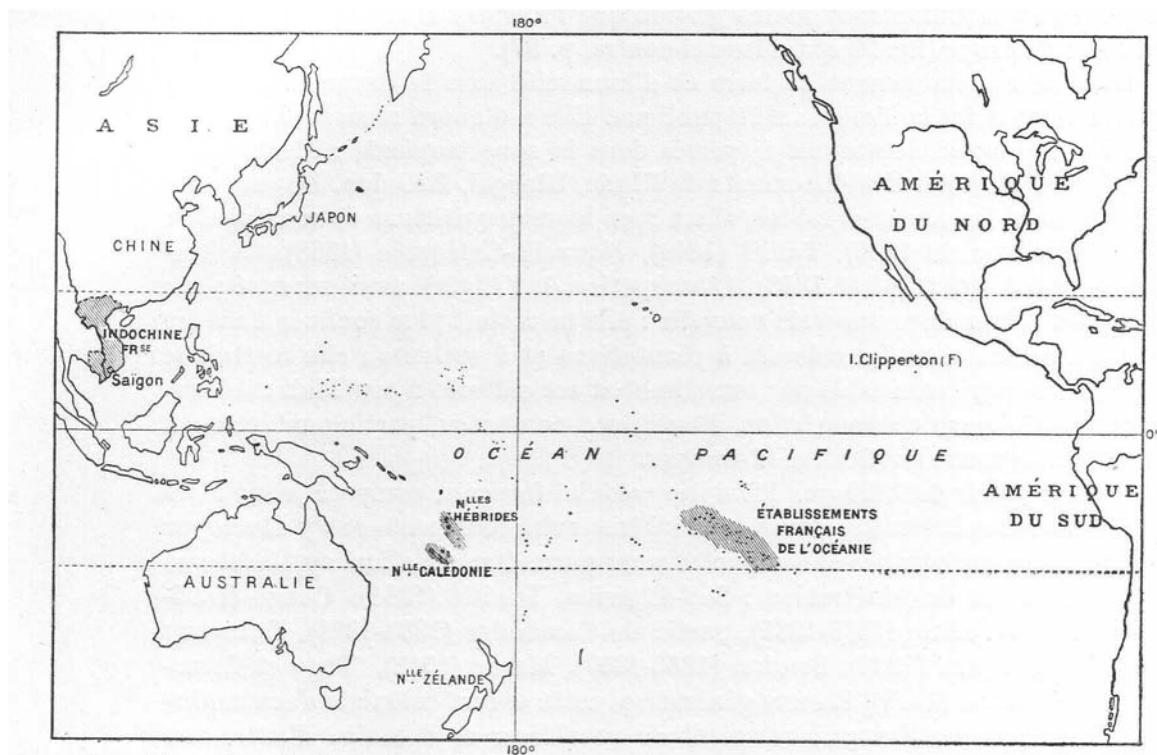 180°
ASIE
AMÉRIQUE
DU NORD
JAPON
CHINE
INDOCHINE
FRSE
Saigon
I. Clipperton (F)
0°
OCÉAN PACIFIQUE
AMÉRIQUE
DU SUD
NLLES
HÉBRIDES
ÉTABLISSEMENTS
FRANÇAIS
DE L'OCÉANIE
NLLE CALÉDONIE
AUSTRALIE
NLLE ZÉLANDE
180°